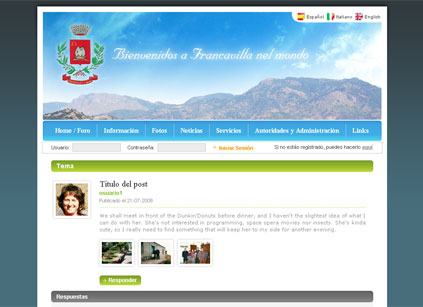 Español Italiano English
Bienvenidos a Francavilla nel mondo
Home / Foro Información Fotos Noticias Servicios Autoridades y Administración Links
Usuario: Contraseña: Iniciar Sesión Si no estás registrado, puedes hacerlo aquí
Tema
Título del post
usuario1
Publicado el 21-07-2008
We shall meet in front of the Dunkin'Donuts before dinner, and I haven't the slightest idea of what I
can do with her. She's not interested in programming, space opera movies nor insects. She's kinda
cute, so I really need to find something that will keep her to my side for another evening.
Responder
Respuestas